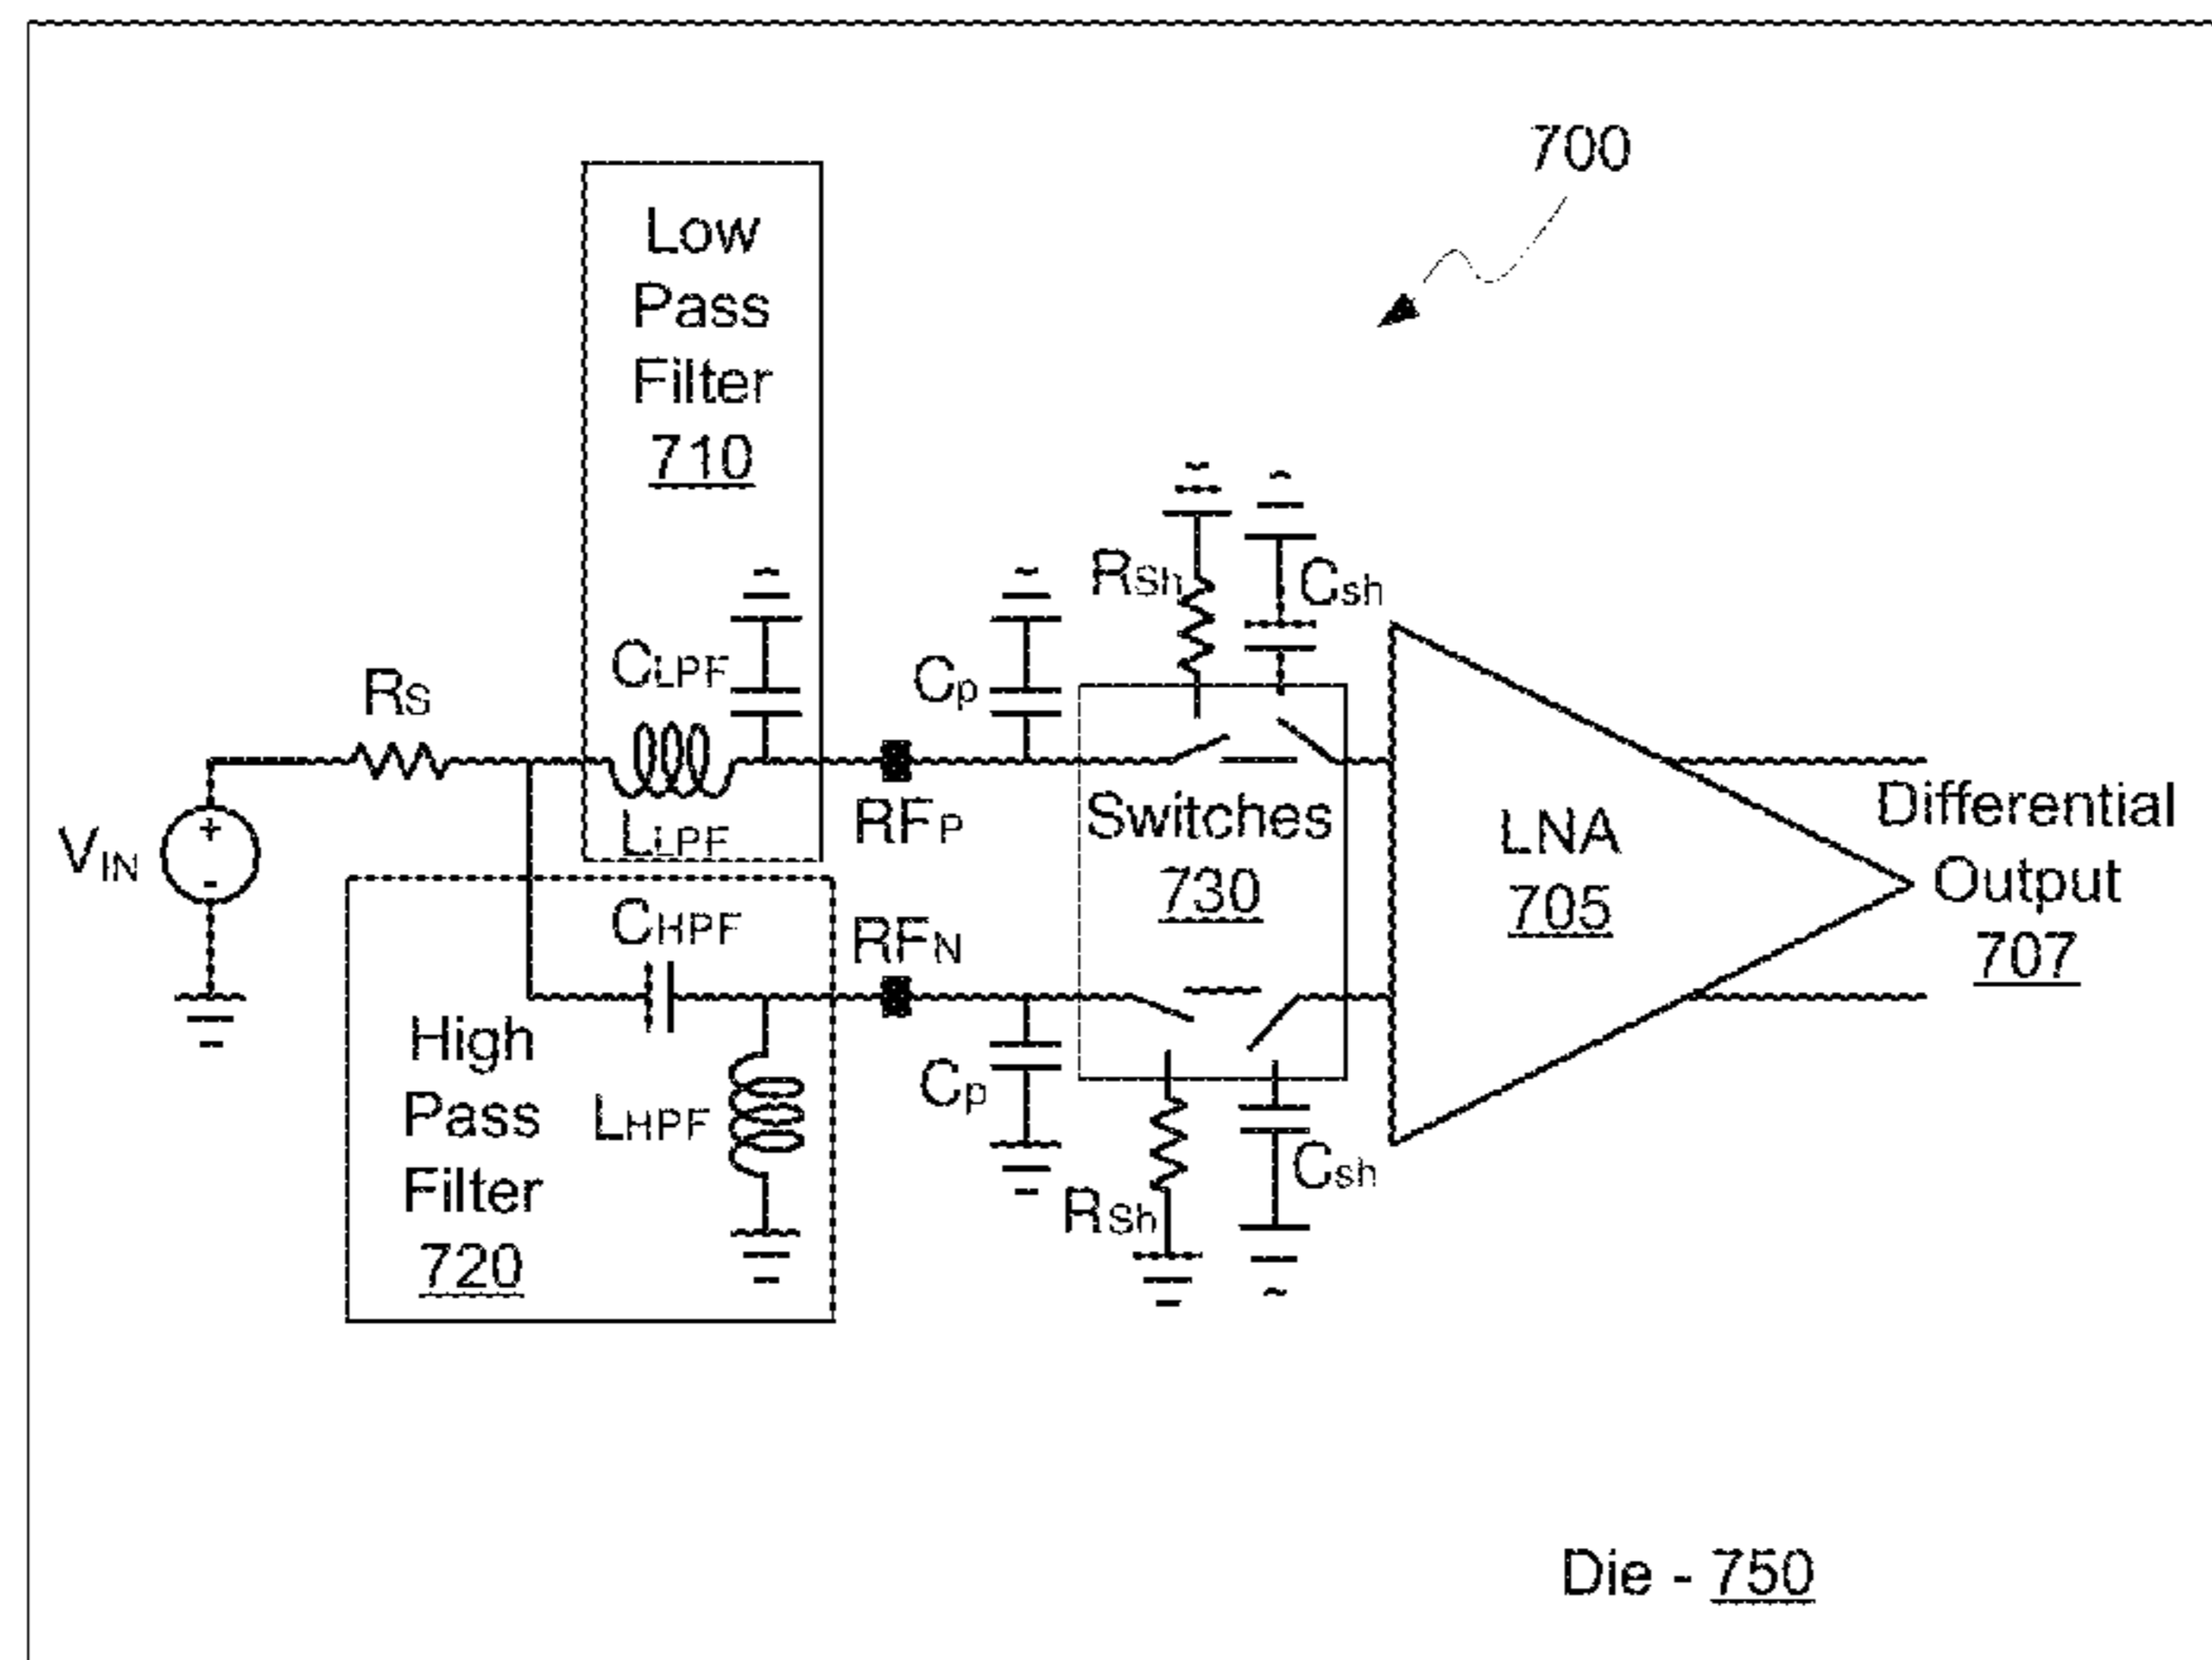 700
Low
Pass
Filter
710
RSh
Csh
CLPF
Cp
RS
LLPF
RFP
Switches
730
LNA
705
Differential
Output
707
VIN
+
-
CHPF
RFN
High
Pass
Filter
720
LHPF
Cp
RSh
Csh
Die - 750